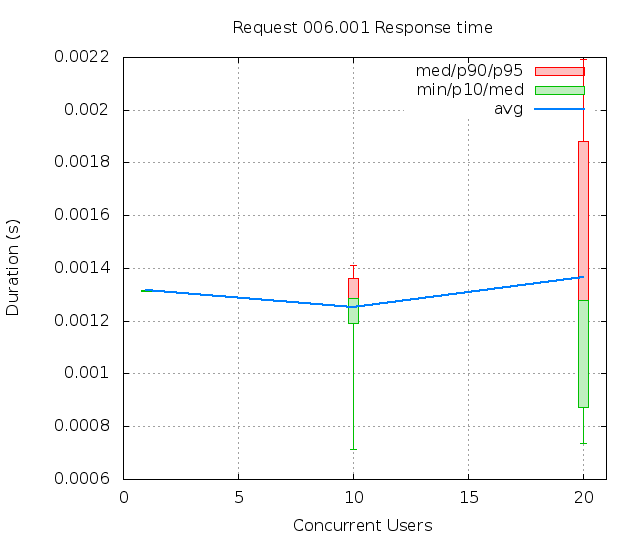 Request 006.001 Response time
0.0022
0.002
0.0018
0.0016
0.0014
0.0012
0.001
0.0008
0.0006
Duration (s)
med/p90/p95
min/p10/med
avg
0 5 10 15 20
Concurrent Users